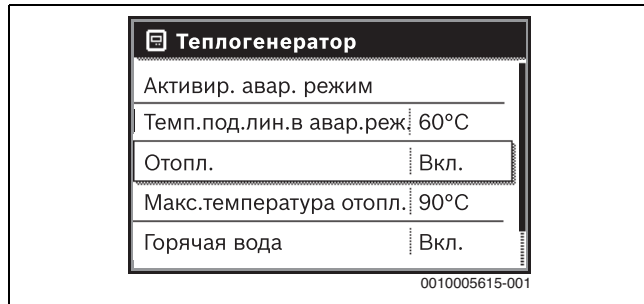 Теплогенератор
Активир. авар. режим
Темп.под.лин.в авар.реж. 60°C
Отопл. Вкл.
Макс.температура отопл. 90°C
Горячая вода Вкл.
0010005615-001